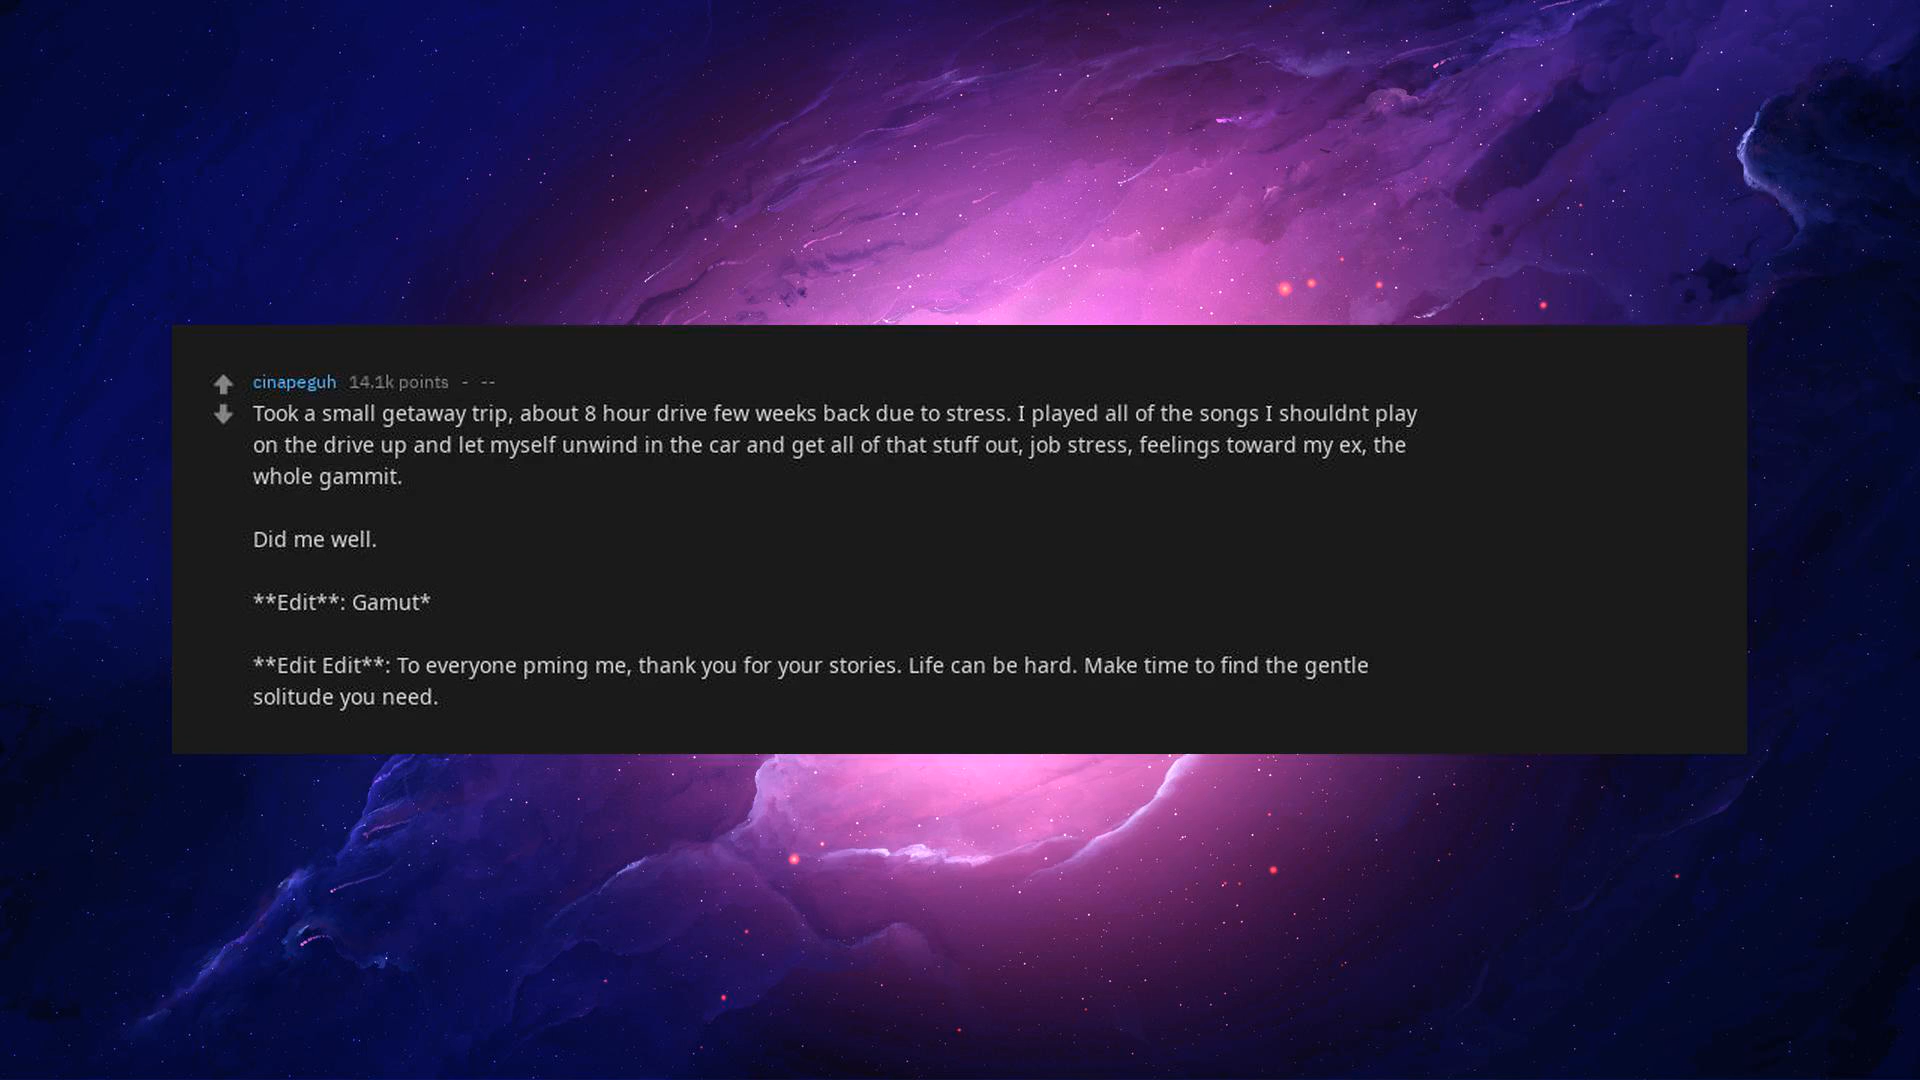 cinapeguh 14.1k points - --
Took a small getaway trip, about 8 hour drive few weeks back due to stress. I played all of the songs I shouldnt play
on the drive up and let myself unwind in the car and get all of that stuff out, job stress, feelings toward my ex, the
whole gammit.
Did me well.
**Edit**: Gamut*
**Edit Edit**: To everyone pming me, thank you for your stories. Life can be hard. Make time to find the gentle
solitude you need.